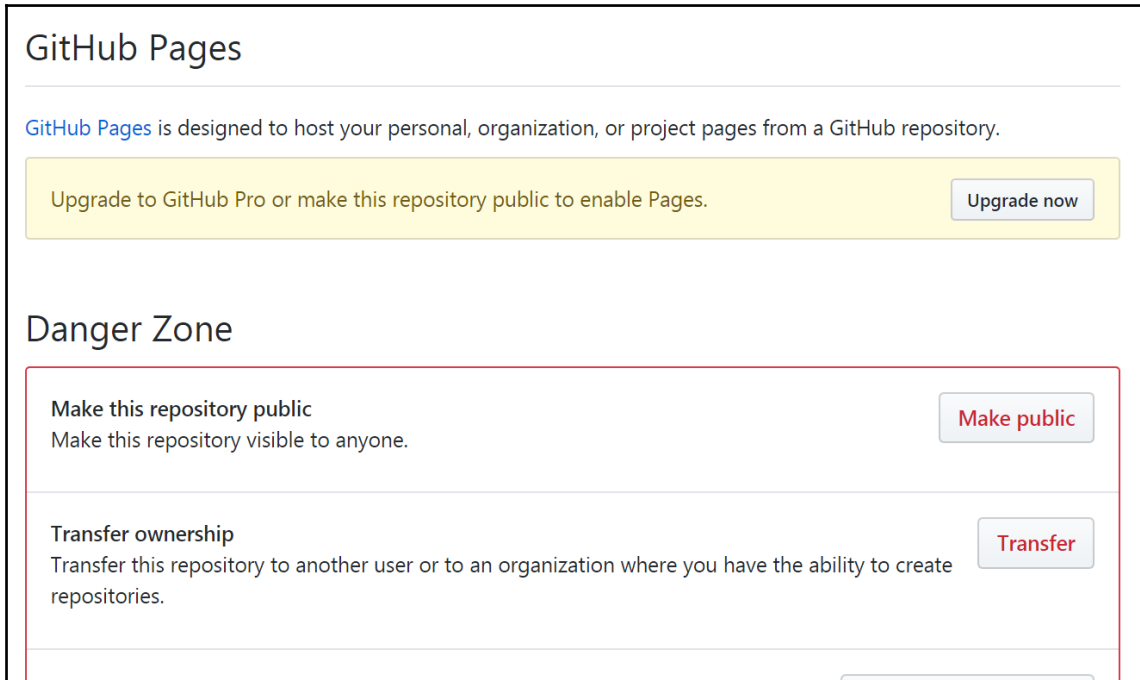 GitHub Pages
GitHub Pages is designed to host your personal, organization, or project pages from a GitHub repository.
Upgrade to GitHub Pro or make this repository public to enable Pages.
Upgrade now
Danger Zone
Make this repository public
Make this repository visible to anyone.
Make public
Transfer ownership
Transfer this repository to another user or to an organization where you have the ability to create
repositories.
Transfer